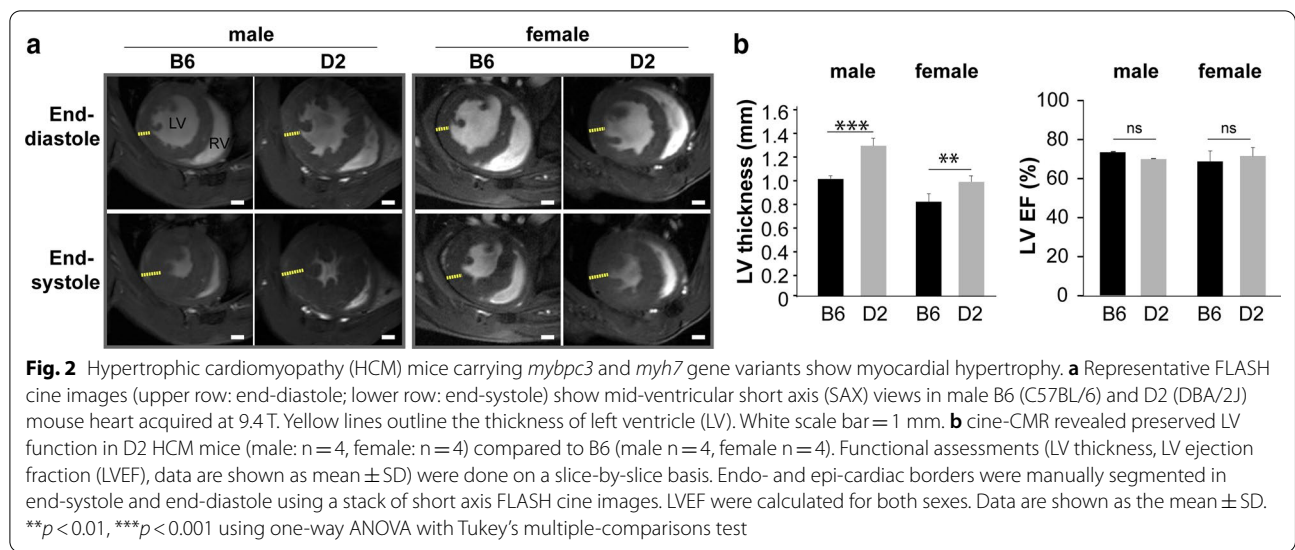 a
male
female
B6
D2
B6
D2
End-
diastole
LV
RV
End-
systole
b
male
female
LV thickness (mm)
1.6
1.4
1.2
1.0
0.8
0.6
0.4
0.2
0
***
**
B6 D2
B6 D2
male
female
LV EF (%)
100
80
60
40
20
0
ns
ns
B6 D2
B6 D2
Fig. 2 Hypertrophic cardiomyopathy (HCM) mice carrying mybpc3 and myh7 gene variants show myocardial hypertrophy. a Representative FLASH
cine images (upper row: end-diastole; lower row: end-systole) show mid-ventricular short axis (SAX) views in male B6 (C57BL/6) and D2 (DBA/2J)
mouse heart acquired at 9.4 T. Yellow lines outline the thickness of left ventricle (LV). White scale bar = 1 mm. b cine-CMR revealed preserved LV
function in D2 HCM mice (male: n = 4, female: n = 4) compared to B6 (male n = 4, female n = 4). Functional assessments (LV thickness, LV ejection
fraction (LVEF), data are shown as mean ± SD) were done on a slice-by-slice basis. Endo- and epi-cardiac borders were manually segmented in
end-systole and end-diastole using a stack of short axis FLASH cine images. LVEF were calculated for both sexes. Data are shown as the mean ± SD.
**p < 0.01, ***p < 0.001 using one-way ANOVA with Tukey's multiple-comparisons test